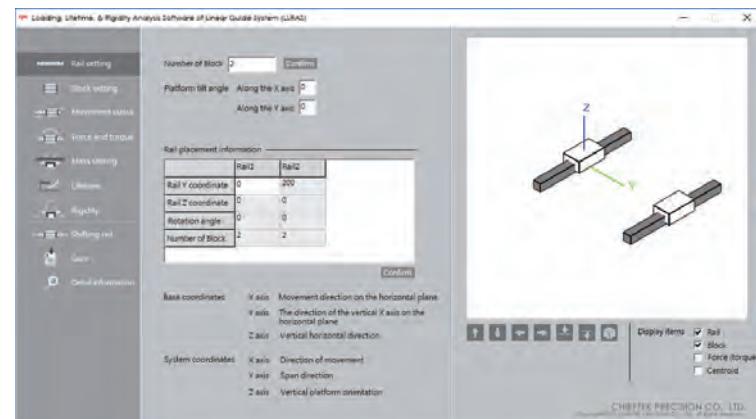 Loading, Lifetime, & Rigidity Analysis Software of Linear Guide System (LLRAS)
Rail setting
Block setting
Movement status
Force and torque
Mass setting
Lifetime
Rigidity
Shifting rod
Save
Detail information
Number of Block 2 Confirm
Platform tilt angle Along the X axis 0
Along the Y axis 0
Rail placement information
Rail1 Rail2
Rail Y coordinate 0 200
Rail Z coordinate 0 0
Rotation angle 0 0
Number of Block 2 2
Confirm
Base coordinates X axis Movement direction on the horizontal plane
Y axis The direction of the vertical X axis on the horizontal plane
Z axis Vertical horizontal direction
System coordinates X axis Direction of movement
Y axis Span direction
Z axis Vertical platform orientation
Z
Y
Display items Rail
Block
Force (torque
Centroid
CHIEFTEK PRECISION CO., LTD.